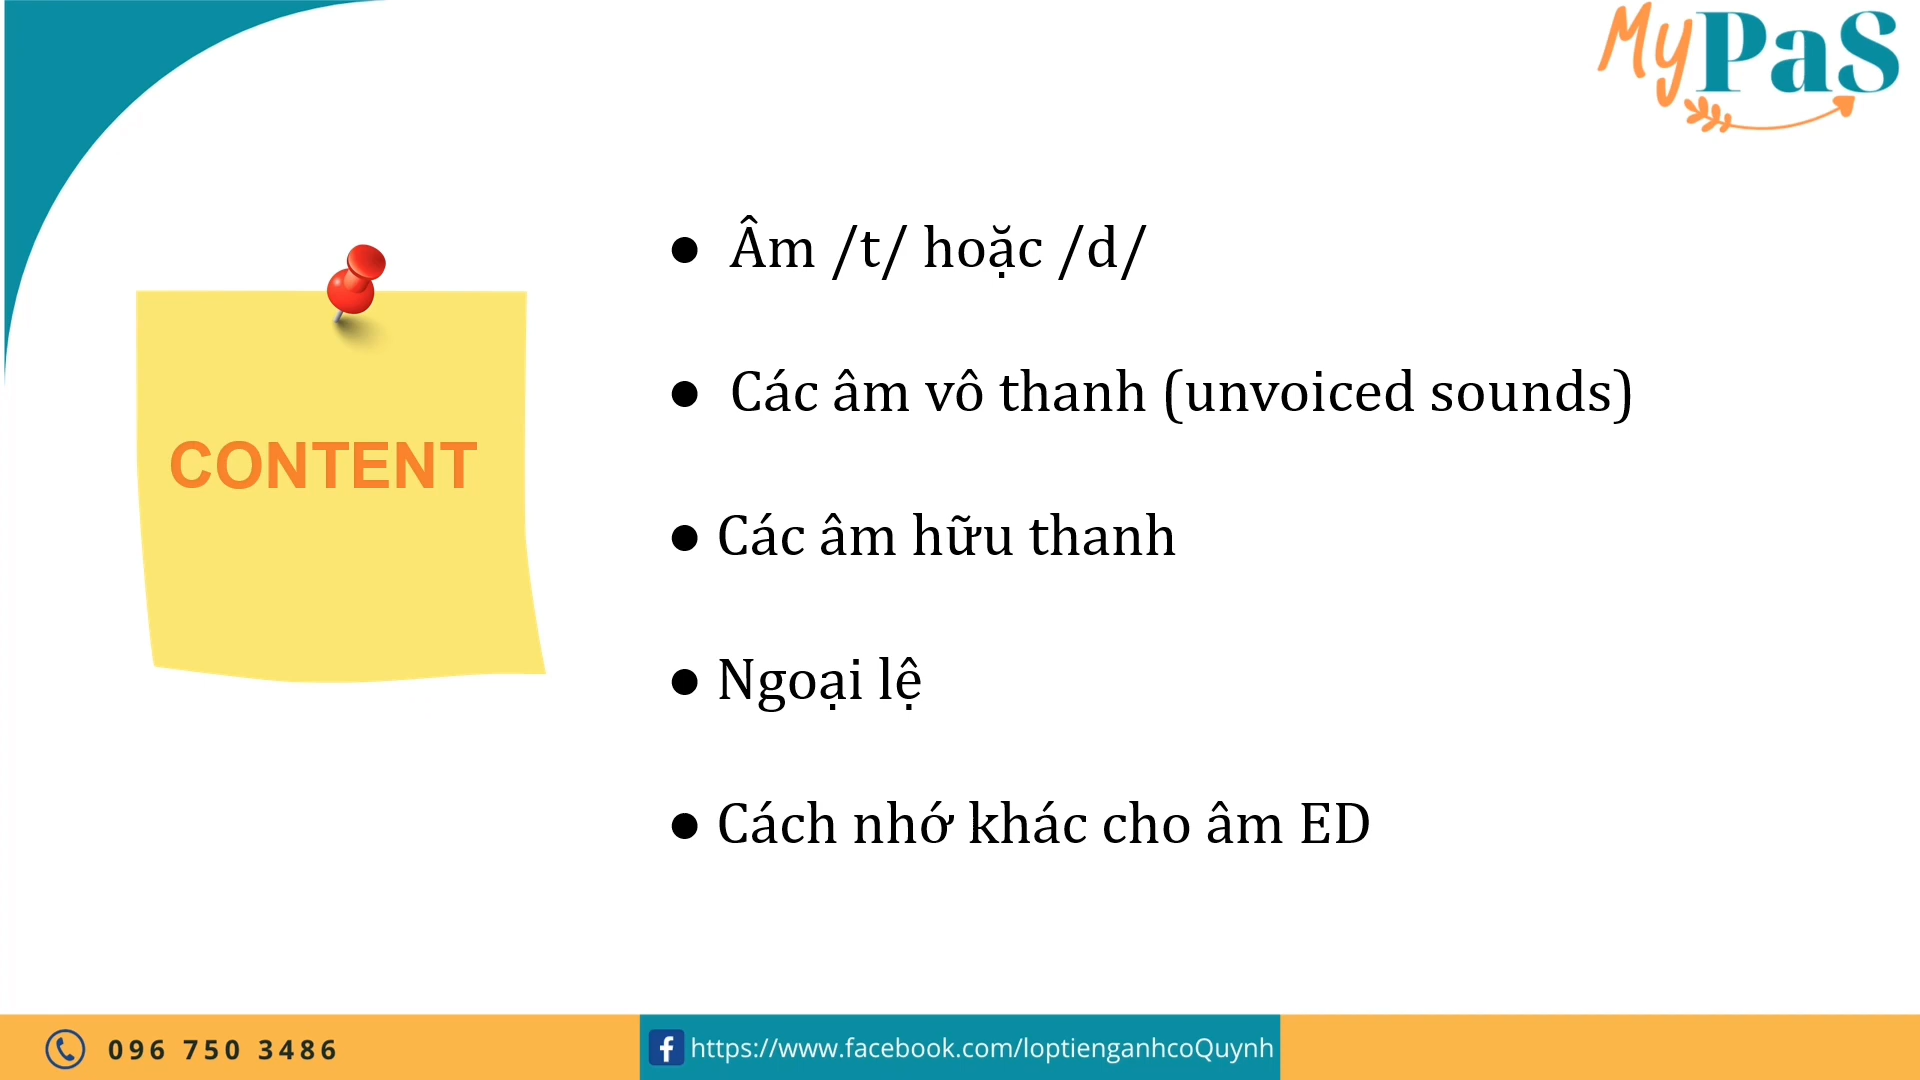 MyPaS
CONTENT
● Âm /t/ hoặc /d/
● Các âm vô thanh (unvoiced sounds)
● Các âm hữu thanh
● Ngoại lệ
● Cách nhớ khác cho âm ED
096 750 3486
https://www.facebook.com/loptienganhcoQuynh